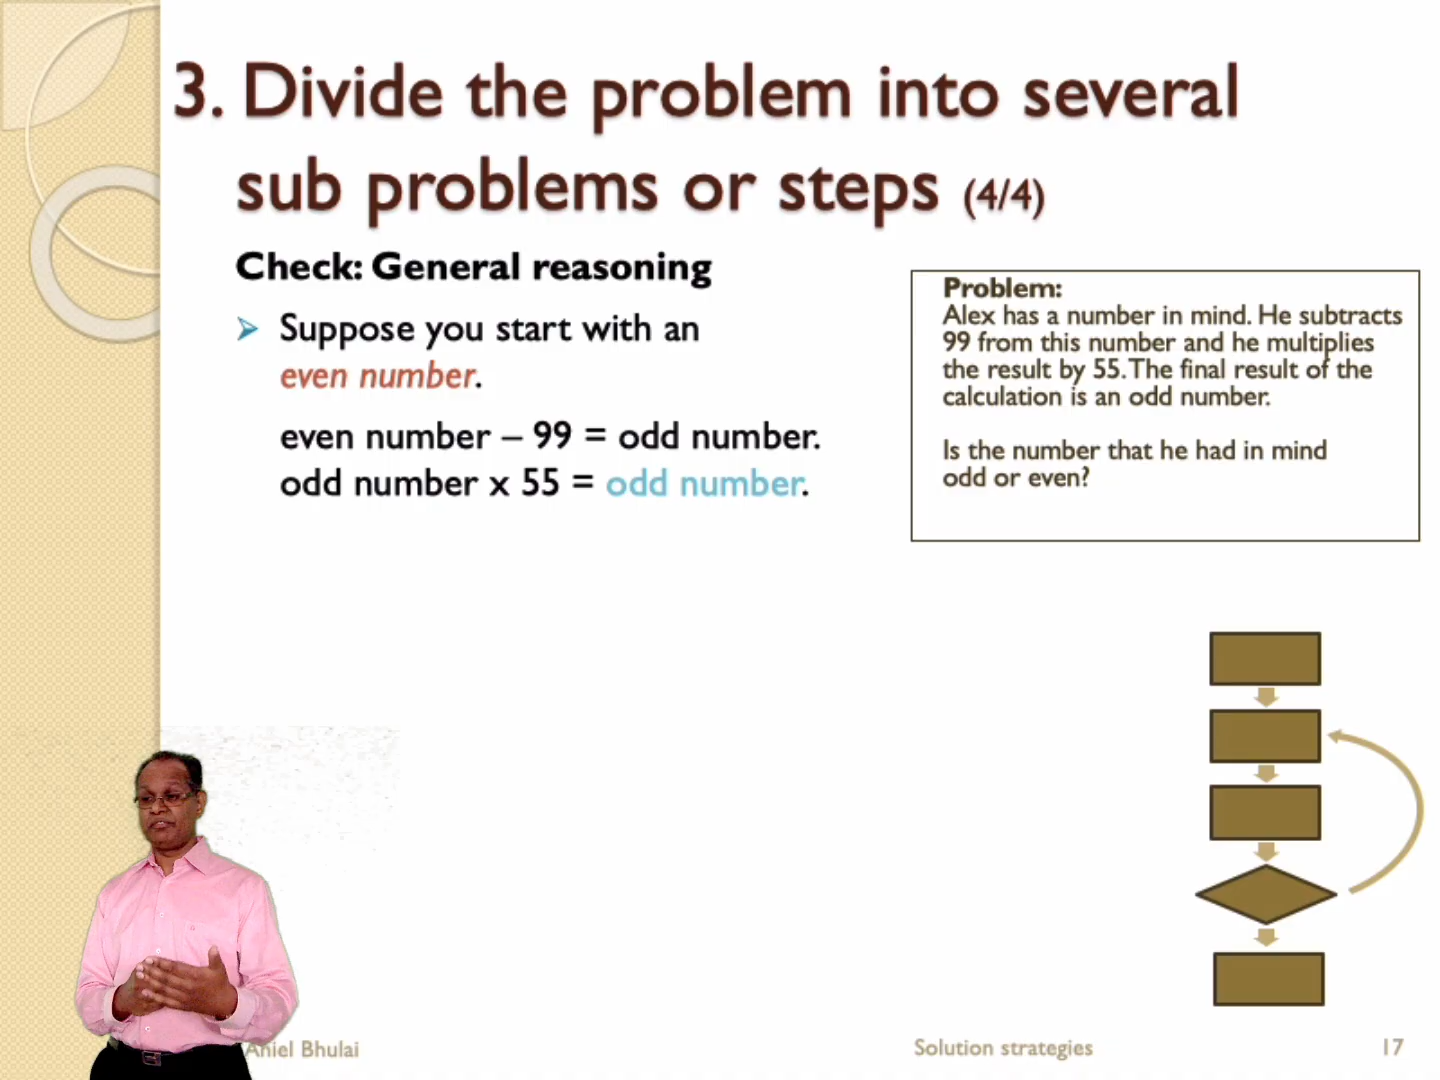 3. Divide the problem into several
sub problems or steps (4/4)
Check: General reasoning
Suppose you start with an
even number.
even number – 99 = odd number.
odd number x 55 = odd number.
Problem:
Alex has a number in mind. He subtracts
99 from this number and he multiplies
the result by 55. The final result of the
calculation is an odd number.
Is the number that he had in mind
odd or even?
Aniel Bhulai
Solution strategies
17